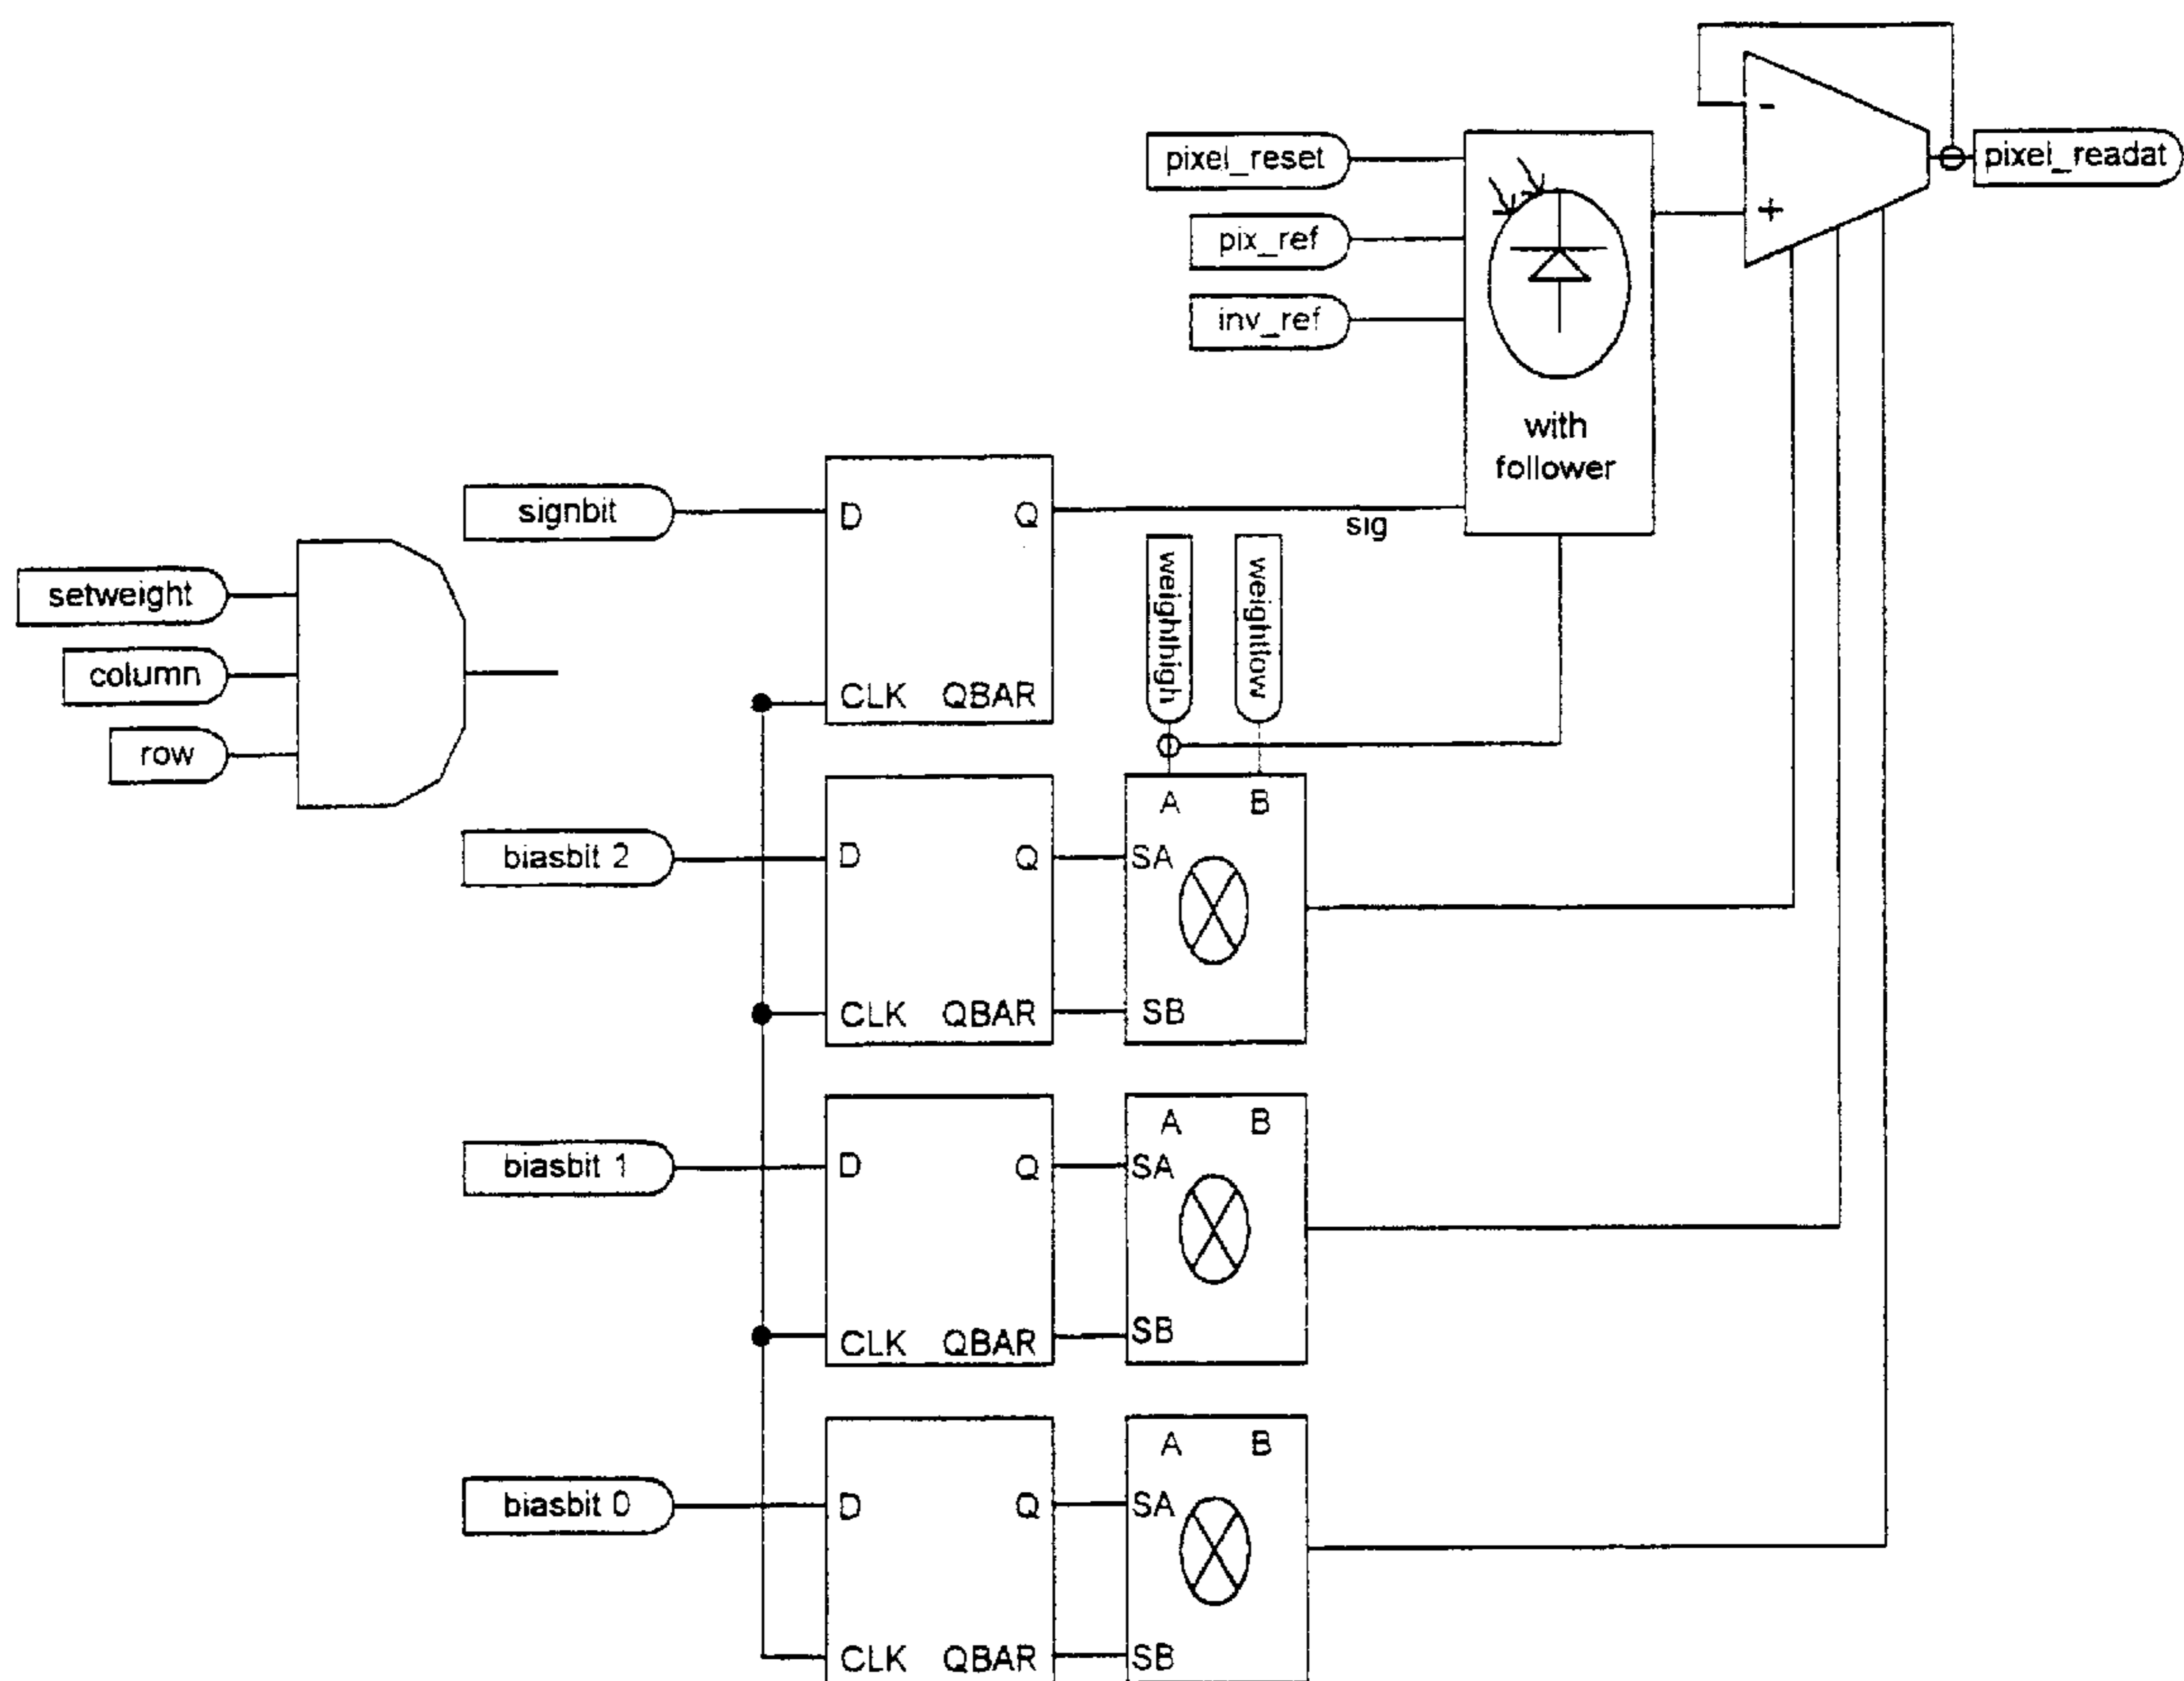 -
pixel_reset
pixel_readat
pix_ref
+
inv_ref
with
follower
signbit
D Q
sig
setweight
weighthigh
weightlow
column
CLK QBAR
row
A B
biasbit 2
D Q
SA
CLK QBAR
SB
A B
biasbit 1
D Q
SA
CLK QBAR
SB
A B
biasbit 0
D Q
SA
CLK QBAR
SB